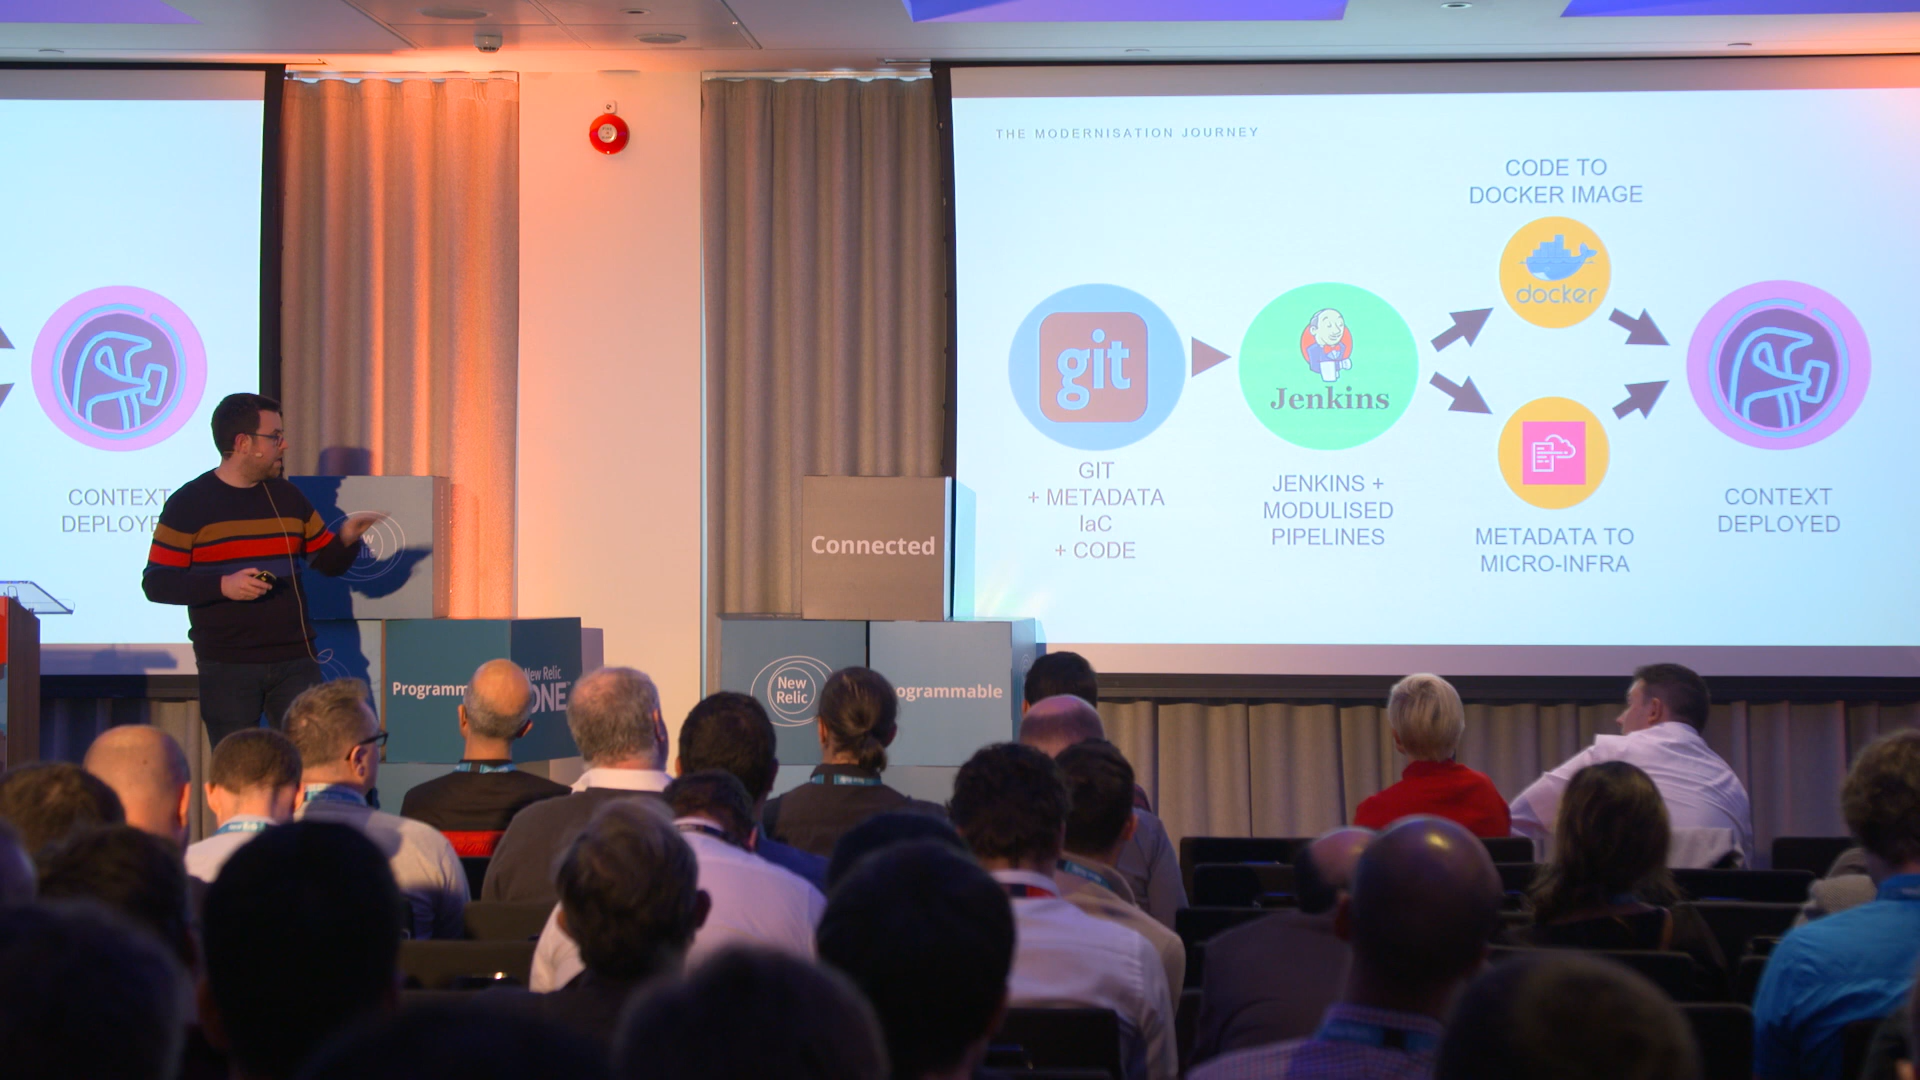 THE MODERNISATION JOURNEY
CODE TO
DOCKER IMAGE
docker
git
Jenkins
GIT
+ METADATA
IaC
+ CODE
JENKINS +
MODULISED
PIPELINES
METADATA TO
MICRO-INFRA
CONTEXT
DEPLOYED
CONTEXT
DEPLOYE
Connected
Programm
New Relic
ONE
New
Relic
ogrammable